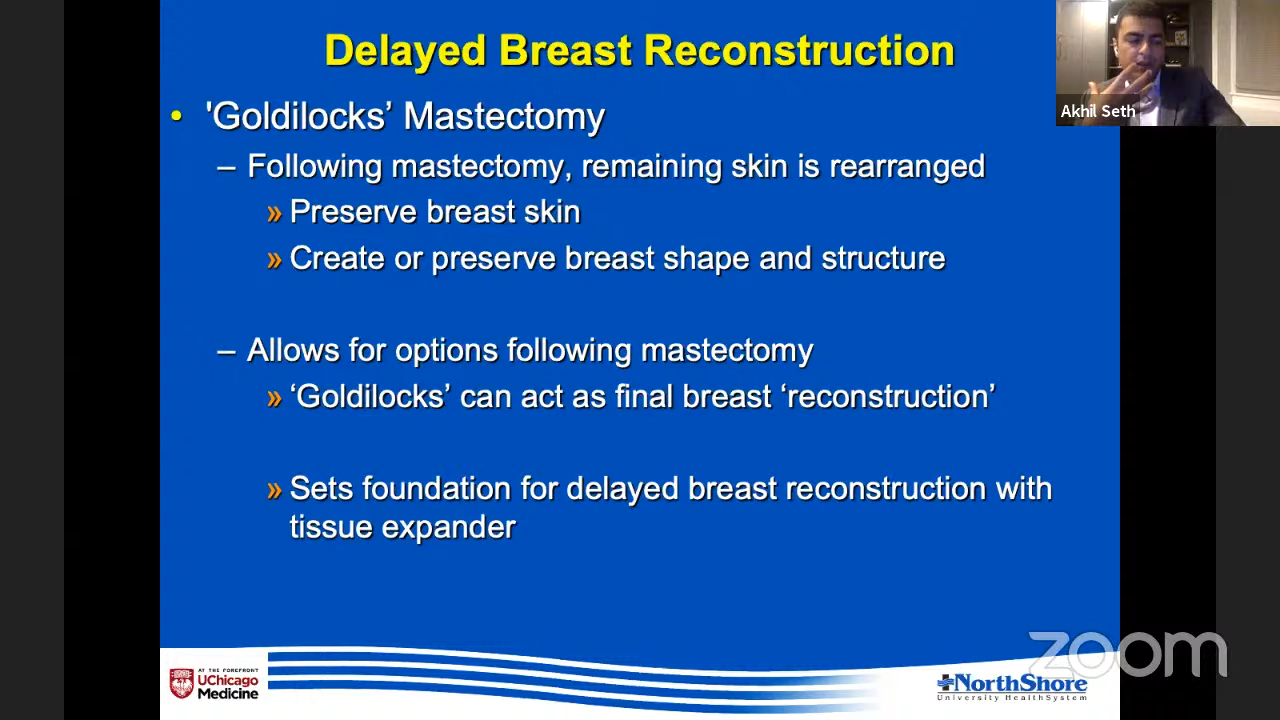 Delayed Breast Reconstruction
Akhil Seth
• 'Goldilocks’ Mastectomy
– Following mastectomy, remaining skin is rearranged
» Preserve breast skin
» Create or preserve breast shape and structure
– Allows for options following mastectomy
» ‘Goldilocks’ can act as final breast ‘reconstruction’
» Sets foundation for delayed breast reconstruction with
tissue expander
zoom
AT THE FOREFRONT
UChicago
Medicine
NorthShore
University HealthSystem